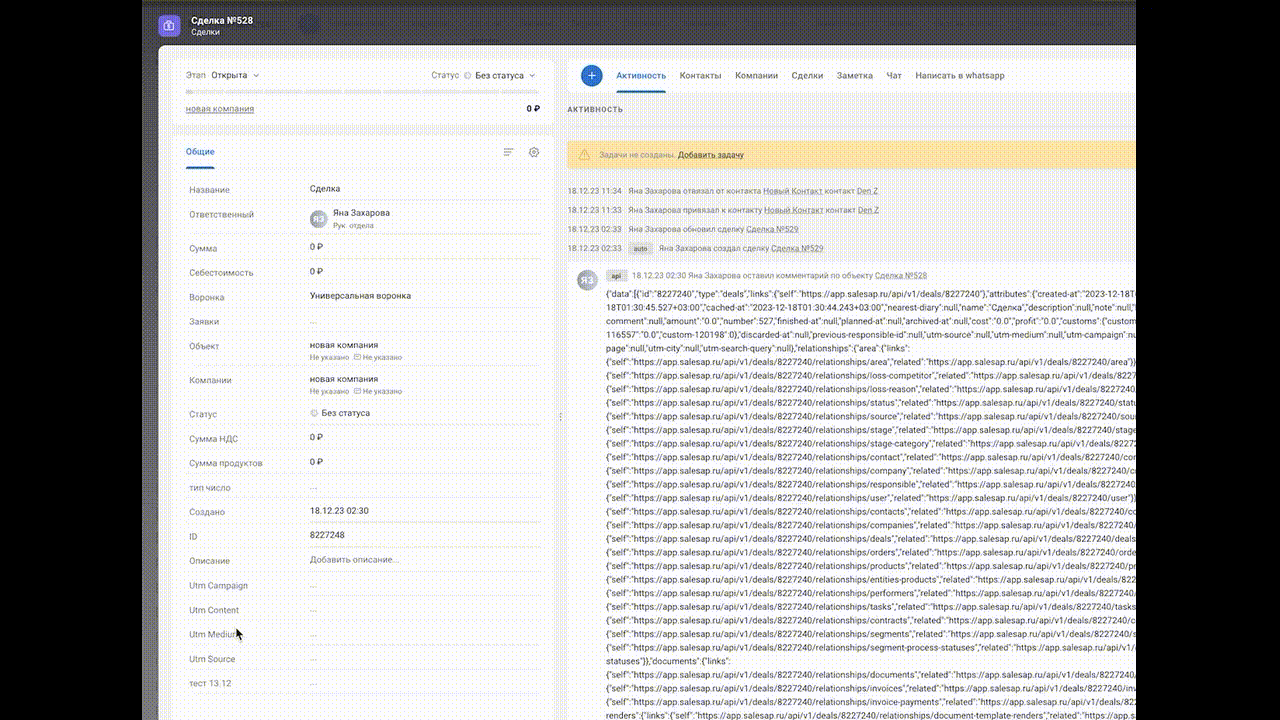 Сделка №528
Сделки
Этап Открыта
Статус Без статуса
новая компания
0 ₽
Общие
Название Сделка
Ответственный ЯЗ Яна Захарова
Рук. отдела
Сумма 0 ₽
Себестоимость 0 ₽
Воронка Универсальная воронка
Заявки ...
Объект новая компания
Не указано Не указано
Компании новая компания
Не указано Не указано
Статус Без статуса
Сумма НДС 0 ₽
Сумма продуктов 0 ₽
тип число ...
Создано 18.12.23 02:30
ID 8227248
Описание Добавить описание...
Utm Campaign ...
Utm Content ...
Utm Medium ...
Utm Source ...
тест 13.12 ...
Активность Контакты Компании Сделки Заметка Чат Написать в whatsapp
АКТИВНОСТЬ
Задачи не созданы. Добавить задачу
18.12.23 11:34 Яна Захарова отвязал от контакта Новый Контакт контакт Den Z
18.12.23 11:33 Яна Захарова привязал к контакту Новый Контакт контакт Den Z
18.12.23 02:33 Яна Захарова обновил сделку Сделка №529
18.12.23 02:33 auto Яна Захарова создал сделку Сделка №529
ЯЗ api 18.12.23 02:30 Яна Захарова оставил комментарий по объекту Сделка №528
{"data":[{"id":"8227240","type":"deals","links":{"self":"https://app.salesap.ru/api/v1/deals/8227240"},"attributes":{"created-at":"2023-12-18T
18T01:30:45.527+03:00","cached-at":"2023-12-18T01:30:44.243+03:00","nearest-diary":null,"name":"Сделка","description":null,"note":null,"
comment":null,"amount":"0.0","number":527,"finished-at":null,"planned-at":null,"archived-at":null,"cost":"0.0","profit":"0.0","customs":{"custom
116557":"0.0","custom-120198":0},"discarded-at":null,"previous-responsible-id":null,"utm-source":null,"utm-medium":null,"utm-campaign":nu
page":null,"utm-city":null,"utm-search-query":null},"relationships":{"area":{"links":
{"self":"https://app.salesap.ru/api/v1/deals/8227240/relationships/area","related":"https://app.salesap.ru/api/v1/deals/8227240/area"}}
{"self":"https://app.salesap.ru/api/v1/deals/8227240/relationships/loss-competitor","related":"https://app.salesap.ru/api/v1/deals/8227
{"self":"https://app.salesap.ru/api/v1/deals/8227240/relationships/loss-reason","related":"https://app.salesap.ru/api/v1/deals/8227240
{"self":"https://app.salesap.ru/api/v1/deals/8227240/relationships/status","related":"https://app.salesap.ru/api/v1/deals/8227240/statu
{"self":"https://app.salesap.ru/api/v1/deals/8227240/relationships/source","related":"https://app.salesap.ru/api/v1/deals/8227240/sou
{"self":"https://app.salesap.ru/api/v1/deals/8227240/relationships/stage","related":"https://app.salesap.ru/api/v1/deals/8227240/stage
{"self":"https://app.salesap.ru/api/v1/deals/8227240/relationships/stage-category","related":"https://app.salesap.ru/api/v1/deals/8227
{"self":"https://app.salesap.ru/api/v1/deals/8227240/relationships/contact","related":"https://app.salesap.ru/api/v1/deals/8227240/cor
{"self":"https://app.salesap.ru/api/v1/deals/8227240/relationships/company","related":"https://app.salesap.ru/api/v1/deals/8227240/c
{"self":"https://app.salesap.ru/api/v1/deals/8227240/relationships/responsible","related":"https://app.salesap.ru/api/v1/deals/8227240
{"self":"https://app.salesap.ru/api/v1/deals/8227240/relationships/user","related":"https://app.salesap.ru/api/v1/deals/8227240/user"}}
{"self":"https://app.salesap.ru/api/v1/deals/8227240/relationships/contacts","related":"https://app.salesap.ru/api/v1/deals/8227240/co
{"self":"https://app.salesap.ru/api/v1/deals/8227240/relationships/companies","related":"https://app.salesap.ru/api/v1/deals/8227240
{"self":"https://app.salesap.ru/api/v1/deals/8227240/relationships/deals","related":"https://app.salesap.ru/api/v1/deals/8227240/deals
{"self":"https://app.salesap.ru/api/v1/deals/8227240/relationships/orders","related":"https://app.salesap.ru/api/v1/deals/8227240/orde
{"self":"https://app.salesap.ru/api/v1/deals/8227240/relationships/products","related":"https://app.salesap.ru/api/v1/deals/8227240/pr
{"self":"https://app.salesap.ru/api/v1/deals/8227240/relationships/entities-products","related":"https://app.salesap.ru/api/v1/deals/82
{"self":"https://app.salesap.ru/api/v1/deals/8227240/relationships/performers","related":"https://app.salesap.ru/api/v1/deals/8227240
{"self":"https://app.salesap.ru/api/v1/deals/8227240/relationships/tasks","related":"https://app.salesap.ru/api/v1/deals/8227240/tasks
{"self":"https://app.salesap.ru/api/v1/deals/8227240/relationships/contracts","related":"https://app.salesap.ru/api/v1/deals/8227240/c
{"self":"https://app.salesap.ru/api/v1/deals/8227240/relationships/segments","related":"https://app.salesap.ru/api/v1/deals/8227240/s
{"self":"https://app.salesap.ru/api/v1/deals/8227240/relationships/segment-process-statuses","related":"https://app.salesap.ru/api/v1
statuses"}},"documents":{"links":
{"self":"https://app.salesap.ru/api/v1/deals/8227240/relationships/documents","related":"https://app.salesap.ru/api/v1/deals/8227240
{"self":"https://app.salesap.ru/api/v1/deals/8227240/relationships/invoices","related":"https://app.salesap.ru/api/v1/deals/8227240/inv
{"self":"https://app.salesap.ru/api/v1/deals/8227240/relationships/invoice-payments","related":"https://app.salesap.ru/api/v1/deals/82
renders":{"links":{"self":"https://app.salesap.ru/api/v1/deals/8227240/relationships/document-template-renders","related":"https://app